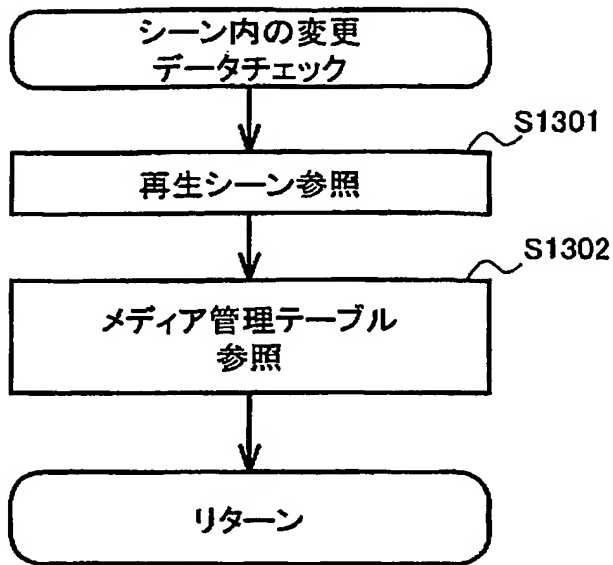 シーン内の変更
データチェック
S1301
再生シーン参照
S1302
メディア管理テーブル
参照
リターン